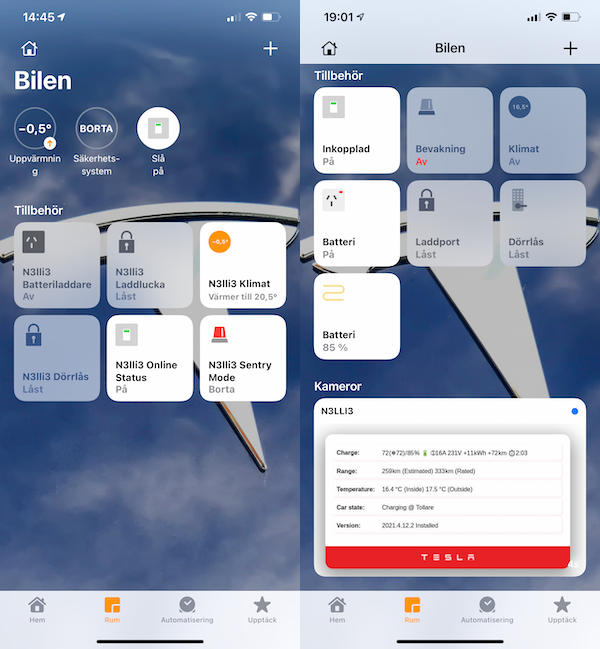 14:45
Bilen
-0,5°
BORTA
Uppvärmnin
g
Säkerhets-
system
Slå
på
Tillbehör
N3lli3
Batteriladdare
Av
N3lli3
Laddlucka
Låst
-0,5°
N3lli3 Klimat
Värmer till 20,5°
N3lli3 Dörrlås
Låst
N3lli3 Online
Status
På
N3lli3 Sentry
Mode
Borta
Hem
Rum
Automatisering
Upptäck
19:01
Bilen
Tillbehör
Inkopplad
På
Bevakning
Av
16,5°
Klimat
Av
Batteri
På
Laddport
Låst
Dörrlås
Låst
Batteri
85 %
Kameror
N3LLI3
Charge: 72(❄72)/85% 🔋 16A 231V +11kWh +72km ⏱2:03
Range: 259km (Estimated) 333km (Rated)
Temperature: 16.4 °C (Inside) 17.5 °C (Outside)
Car state: Charging @ Tollare
Version: 2021.4.12.2 Installed
TESLA
Hem
Rum
Automatisering
Upptäck